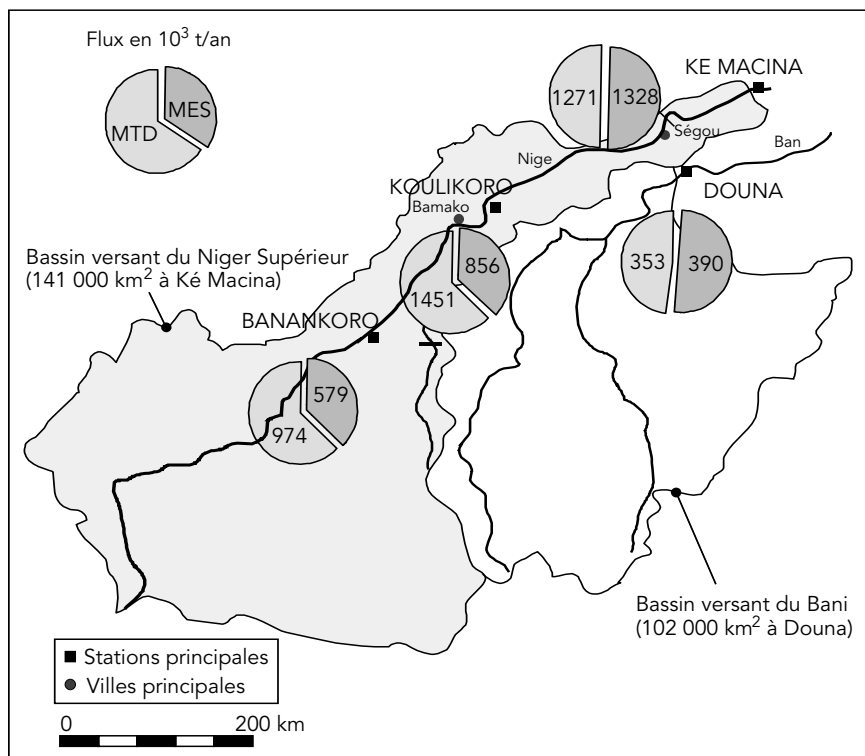 Flux en 10³ t/an
MTD
MES
1271
1328
KE MACINA
Ségou
Nige
Ban
KOULIKORO
Bamako
DOUNA
353
390
856
1451
Bassin versant du Niger Supérieur
(141 000 km² à Ké Macina)
BANANKORO
579
974
Bassin versant du Bani
(102 000 km² à Douna)
Stations principales
Villes principales
0
200 km